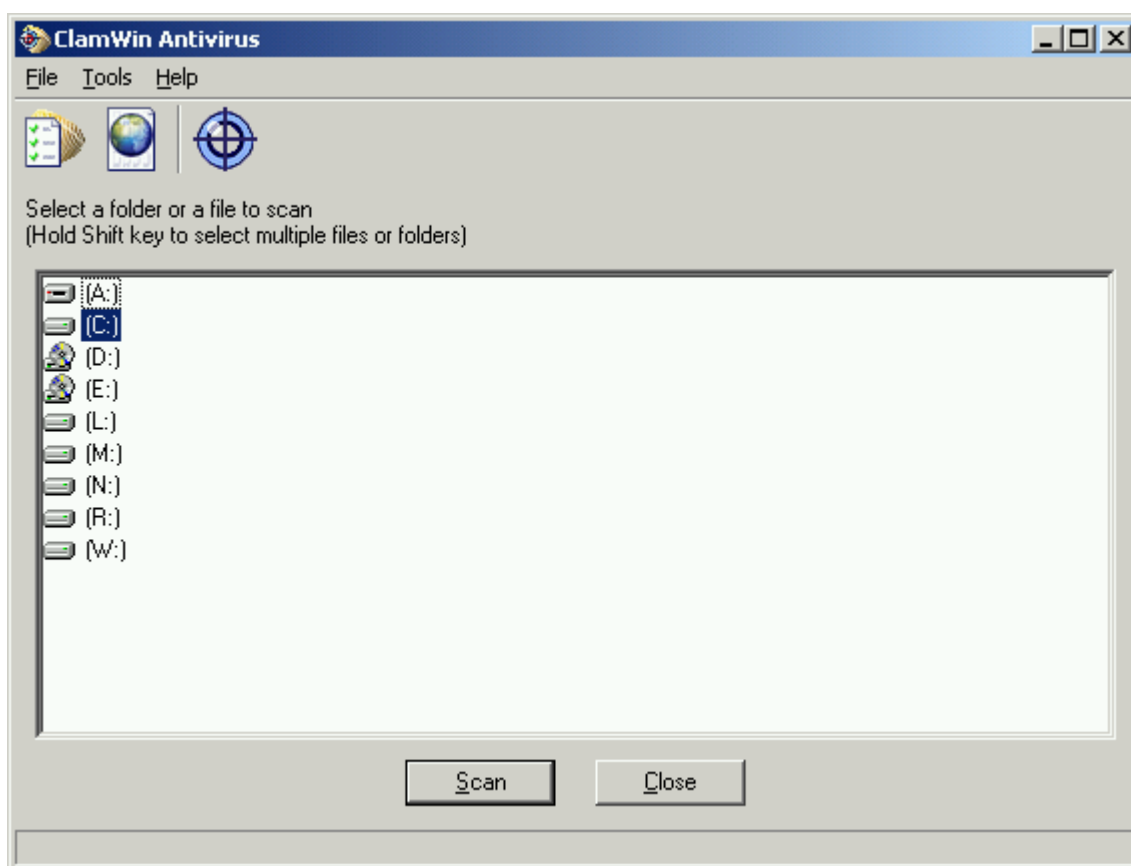 ClamWin Antivirus
File Tools Help
Select a folder or a file to scan
(Hold Shift key to select multiple files or folders)
(A:)
(C:)
(D:)
(E:)
(L:)
(M:)
(N:)
(R:)
(W:)
Scan Close